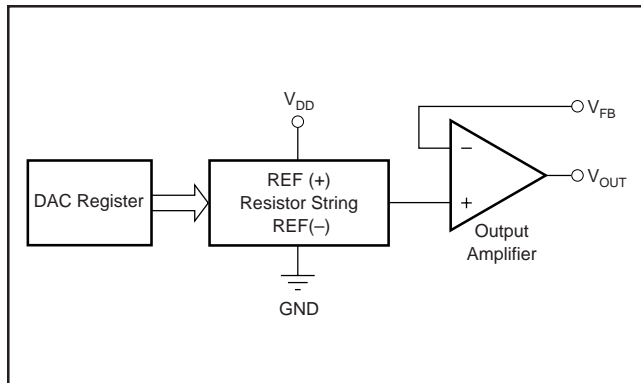 V_DD
V_FB
DAC Register
REF (+)
Resistor String
REF(–)
–
+
V_OUT
Output
Amplifier
GND